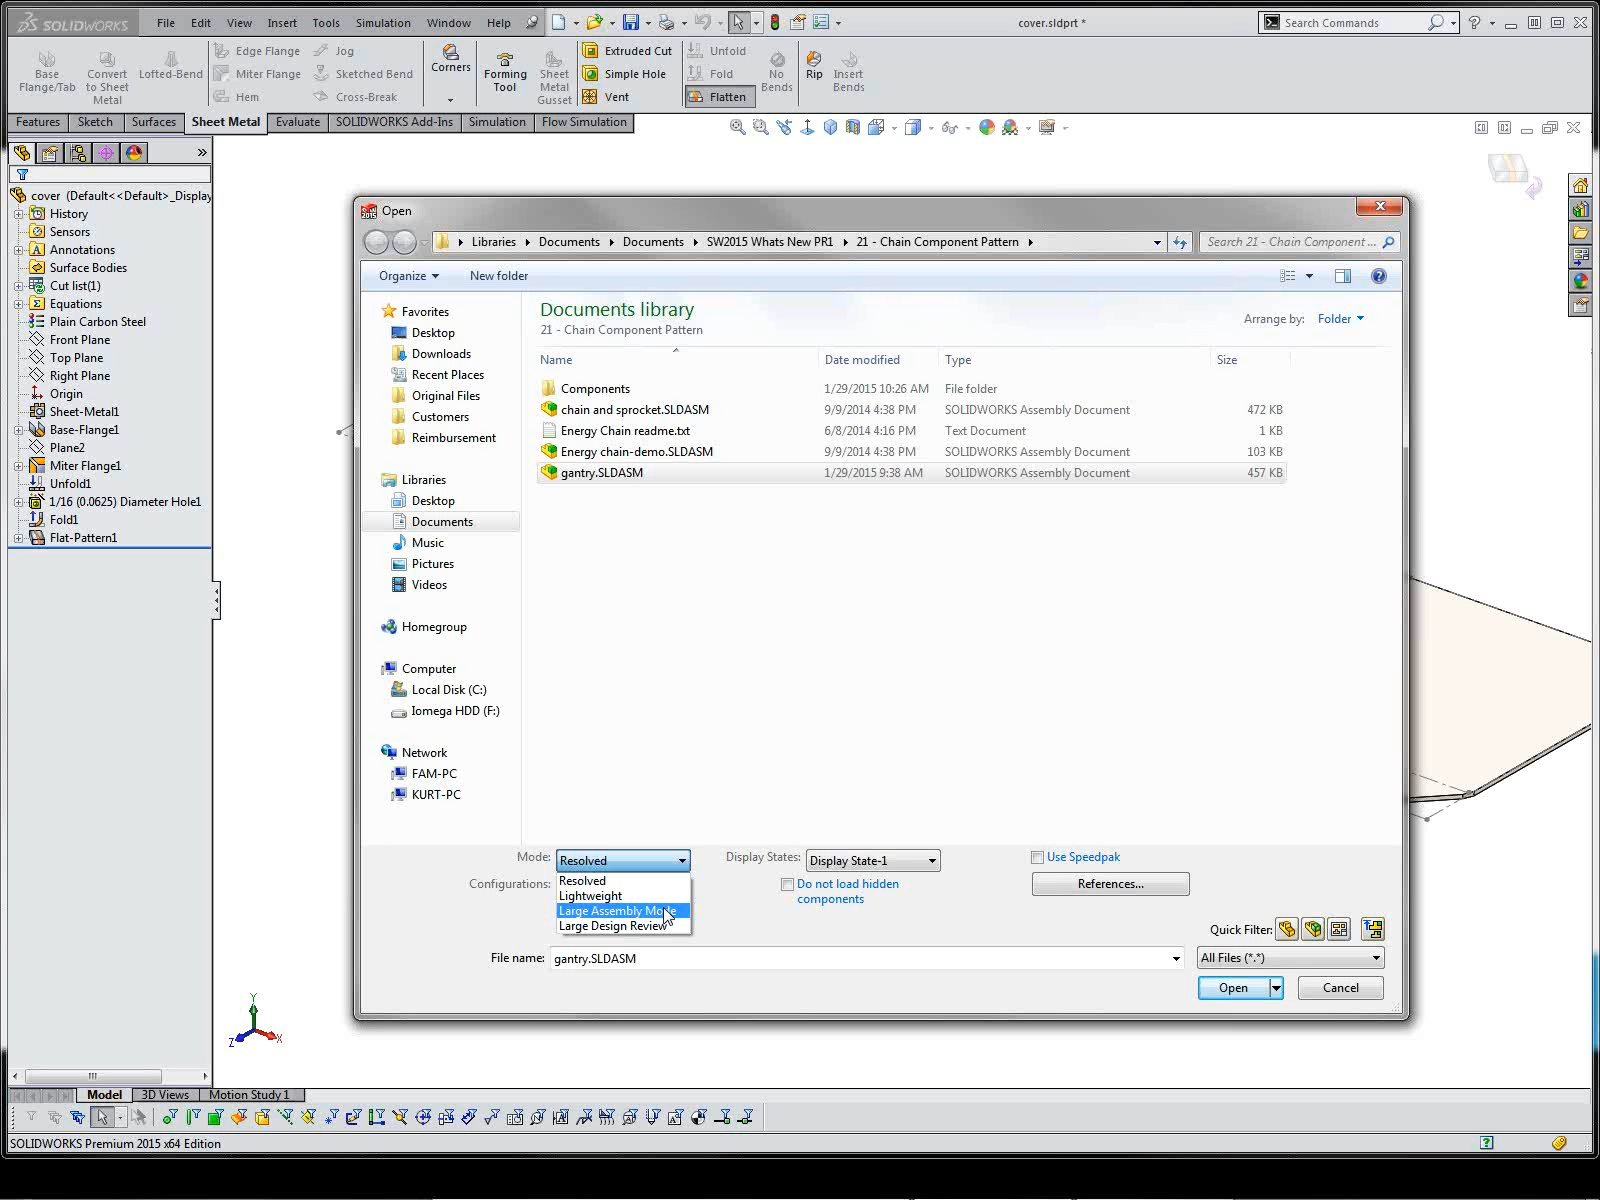 SOLIDWORKS File Edit View Insert Tools Simulation Window Help cover.sldprt * Search Commands
Base Flange/Tab
Convert to Sheet Metal
Lofted-Bend
Edge Flange
Miter Flange
Hem
Jog
Sketched Bend
Cross-Break
Corners
Forming Tool
Sheet Metal Gusset
Extruded Cut
Simple Hole
Vent
Unfold
Fold
Flatten
No Bends
Rip
Insert Bends
Features Sketch Surfaces Sheet Metal Evaluate SOLIDWORKS Add-Ins Simulation Flow Simulation
cover (Default<<Default>_Display
History
Sensors
Annotations
Surface Bodies
Cut list(1)
Equations
Plain Carbon Steel
Front Plane
Top Plane
Right Plane
Origin
Sheet-Metal1
Base-Flange1
Plane2
Miter Flange1
Unfold1
1/16 (0.0625) Diameter Hole1
Fold1
Flat-Pattern1
Open
Libraries Documents Documents SW2015 Whats New PR1 21 - Chain Component Pattern
Search 21 - Chain Component ...
Organize New folder
Favorites
Desktop
Downloads
Recent Places
Original Files
Customers
Reimbursement
Libraries
Desktop
Documents
Music
Pictures
Videos
Homegroup
Computer
Local Disk (C:)
Iomega HDD (F:)
Network
FAM-PC
KURT-PC
Documents library
21 - Chain Component Pattern
Arrange by: Folder
Name Date modified Type Size
Components 1/29/2015 10:26 AM File folder
chain and sprocket.SLDASM 9/9/2014 4:38 PM SOLIDWORKS Assembly Document 472 KB
Energy Chain readme.txt 6/8/2014 4:16 PM Text Document 1 KB
Energy chain-demo.SLDASM 9/9/2014 4:38 PM SOLIDWORKS Assembly Document 103 KB
gantry.SLDASM 1/29/2015 9:38 AM SOLIDWORKS Assembly Document 457 KB
Mode: Resolved
Resolved
Lightweight
Large Assembly Mode
Large Design Review
Configurations:
Display States: Display State-1
Do not load hidden
components
Use Speedpak
References...
Quick Filter:
File name: gantry.SLDASM
All Files (*.*)
Open Cancel
Y
Z X
Model 3D Views Motion Study 1
SOLIDWORKS Premium 2015 x64 Edition